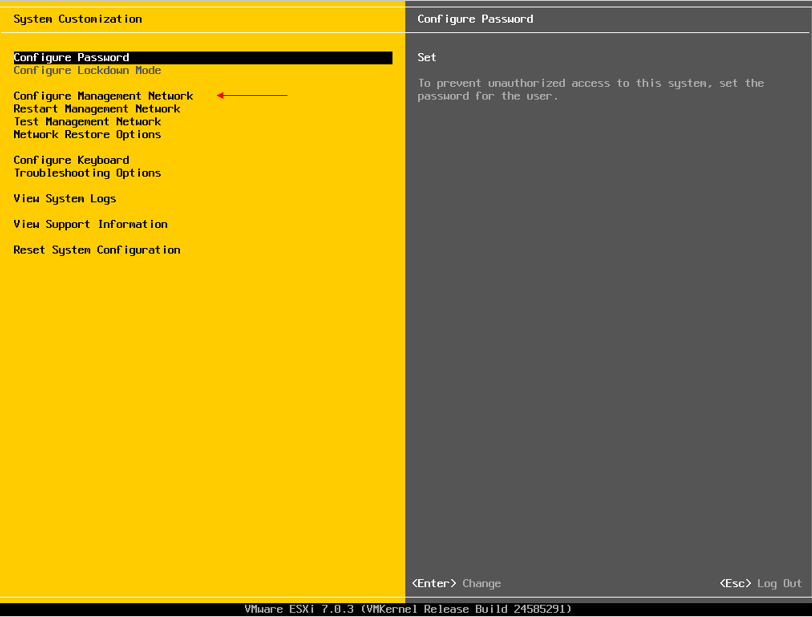 System Customization
Configure Password
Configure Password
Configure Lockdown Mode
Configure Management Network
Restart Management Network
Test Management Network
Network Restore Options
Configure Keyboard
Troubleshooting Options
View System Logs
View Support Information
Reset System Configuration
Set
To prevent unauthorized access to this system, set the
password for the user.
<Enter> Change
<Esc> Log Out
VMware ESXi 7.0.3 (VMKernel Release Build 24585291)